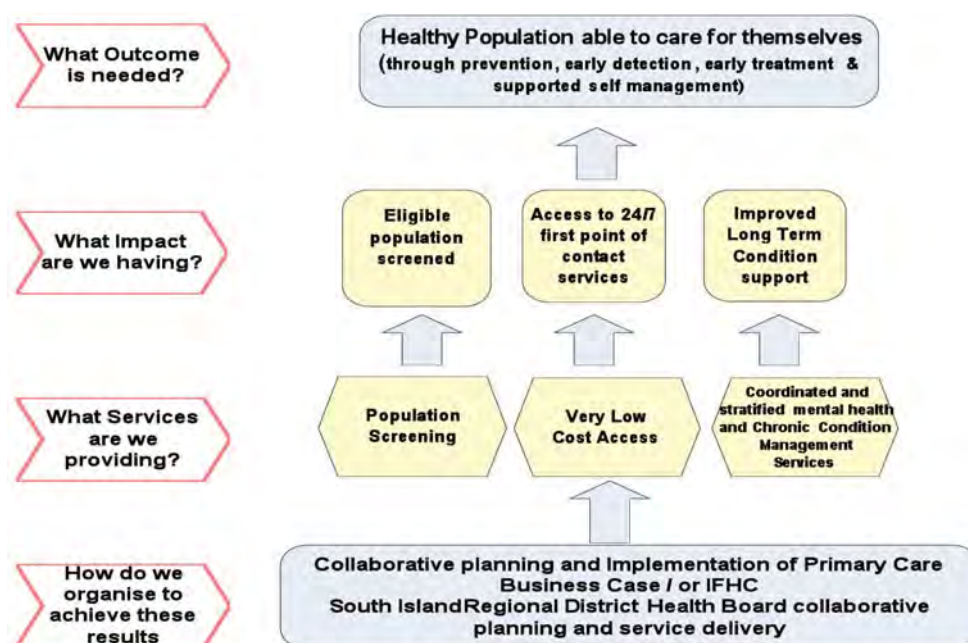 What Outcome
is needed?
Healthy Population able to care for themselves
(through prevention, early detection, early treatment &
supported self management)
What Impact
are we having?
Eligible
population
screened
Access to 24/7
first point of
contact
services
Improved
Long Term
Condition
support
What Services
are we
providing?
Population
Screening
Very Low
Cost Access
Coordinated and
stratified mental health
and Chronic Condition
Management
Services
How do we
organise to
achieve these
results
Collaborative planning and Implementation of Primary Care
Business Case / or IFHC
South IslandRegional District Health Board collaborative
planning and service delivery